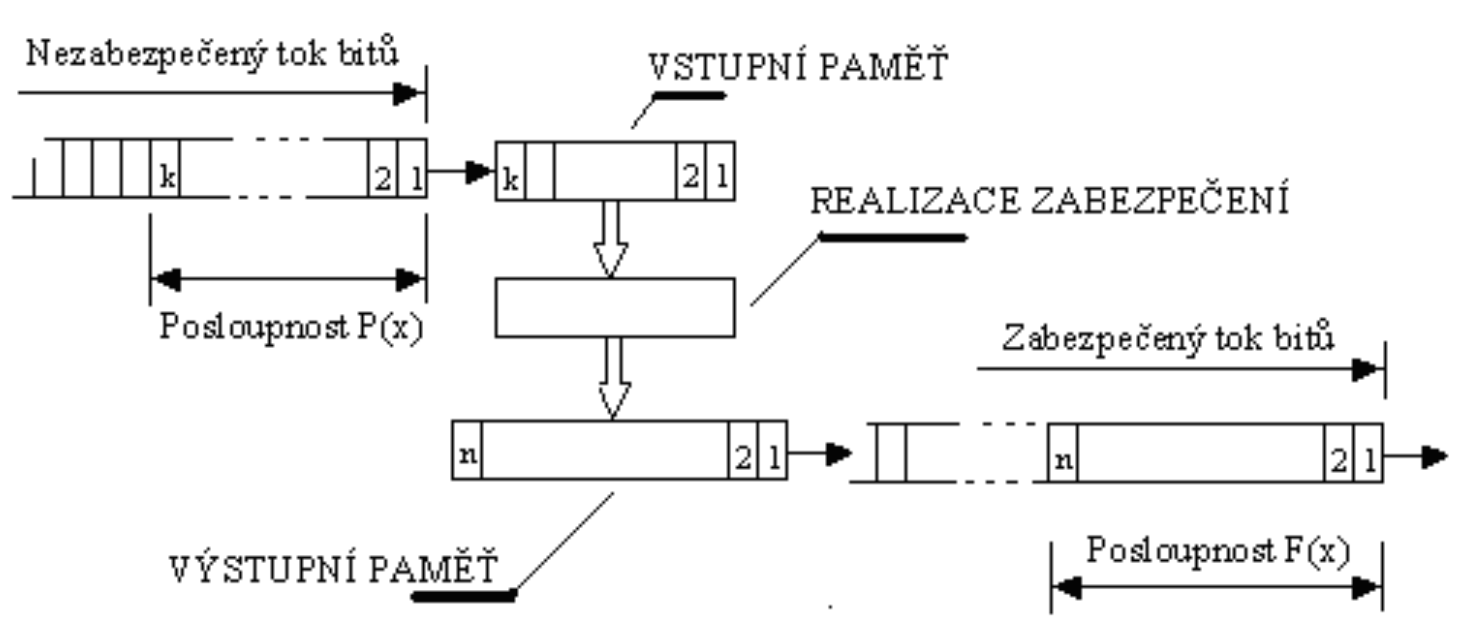 Nezabezpečený tok bitů
VSTUPNÍ PAMĚŤ
k 2 1
k 2 1
REALIZACE ZABEZPEČENÍ
Posloupnost P(x)
Zabezpečený tok bitů
n 2 1
n 2 1
VÝSTUPNÍ PAMĚŤ
Posloupnost F(x)